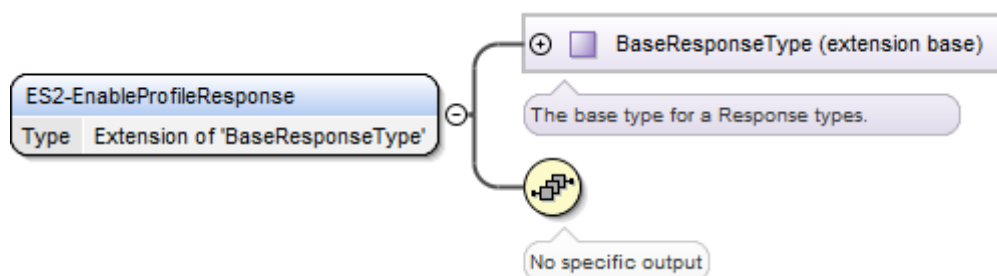 BaseResponseType (extension base)
ES2-EnableProfileResponse
Type Extension of 'BaseResponseType'
The base type for a Response types.
No specific output